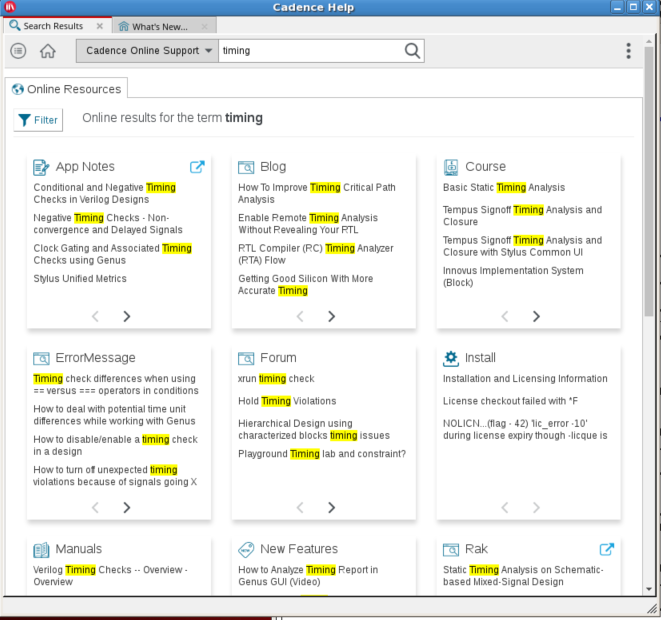 Cadence Help
Search Results
What's New...
Cadence Online Support
timing
Online Resources
Filter
Online results for the term timing
App Notes
Conditional and Negative Timing
Checks in Verilog Designs
Negative Timing Checks - Non-
convergence and Delayed Signals
Clock Gating and Associated Timing
Checks using Genus
Stylus Unified Metrics
Blog
How To Improve Timing Critical Path
Analysis
Enable Remote Timing Analysis
Without Revealing Your RTL
RTL Compiler (RC) Timing Analyzer
(RTA) Flow
Getting Good Silicon With More
Accurate Timing
Course
Basic Static Timing Analysis
Tempus Signoff Timing Analysis and
Closure
Tempus Signoff Timing Analysis and
Closure with Stylus Common UI
Innovus Implementation System
(Block)
ErrorMessage
Timing check differences when using
== versus === operators in conditions
How to deal with potential time unit
differences while working with Genus
How to disable/enable a timing check
in a design
How to turn off unexpected timing
violations because of signals going X
Forum
xrun timing check
Hold Timing Violations
Hierarchical Design using
characterized blocks timing issues
Playground Timing lab and constraint?
Install
Installation and Licensing Information
License checkout failed with *F
NOLICN...(flag - 42) 'lic_error -10'
during license expiry though -licque is
Manuals
Verilog Timing Checks -- Overview -
Overview
New Features
How to Analyze Timing Report in
Genus GUI (Video)
Rak
Static Timing Analysis on Schematic-
based Mixed-Signal Design